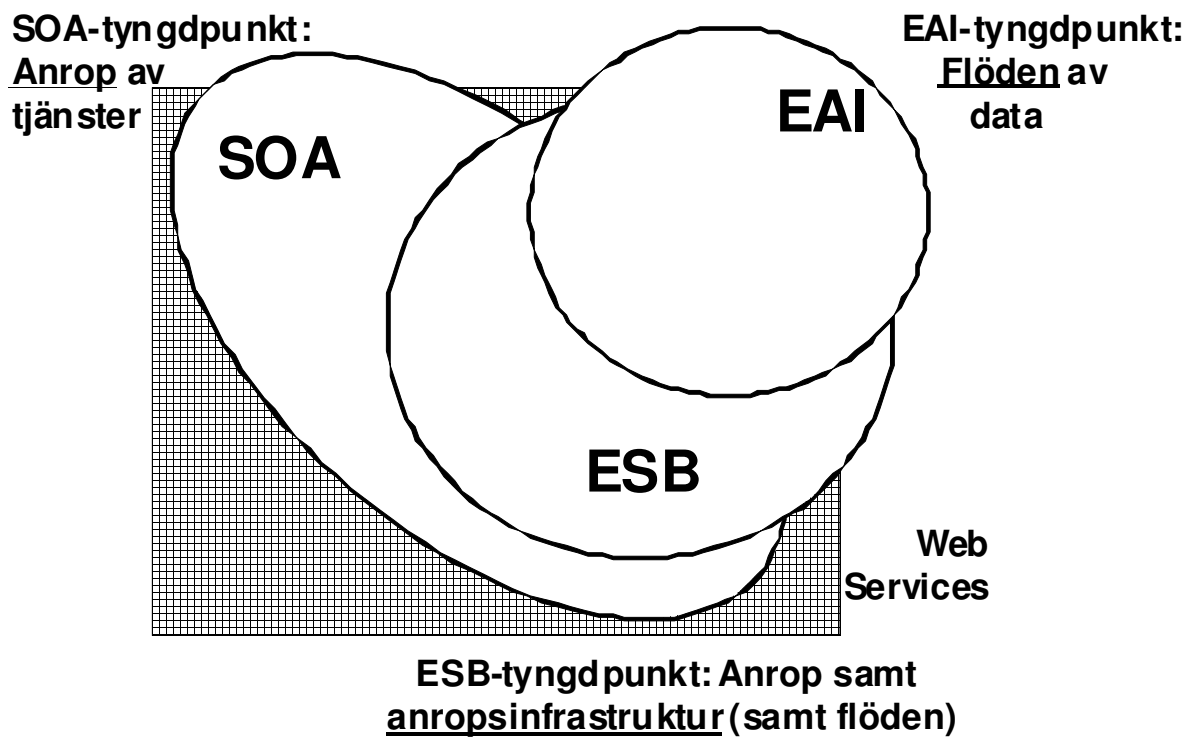 SOA-tyngdpunkt:
Anrop av
tjänster
EAI-tyngdpunkt:
Flöden av
data
EAI
SOA
ESB
Web
Services
ESB-tyngdpunkt: Anrop samt
anropsinfrastruktur (samt flöden)